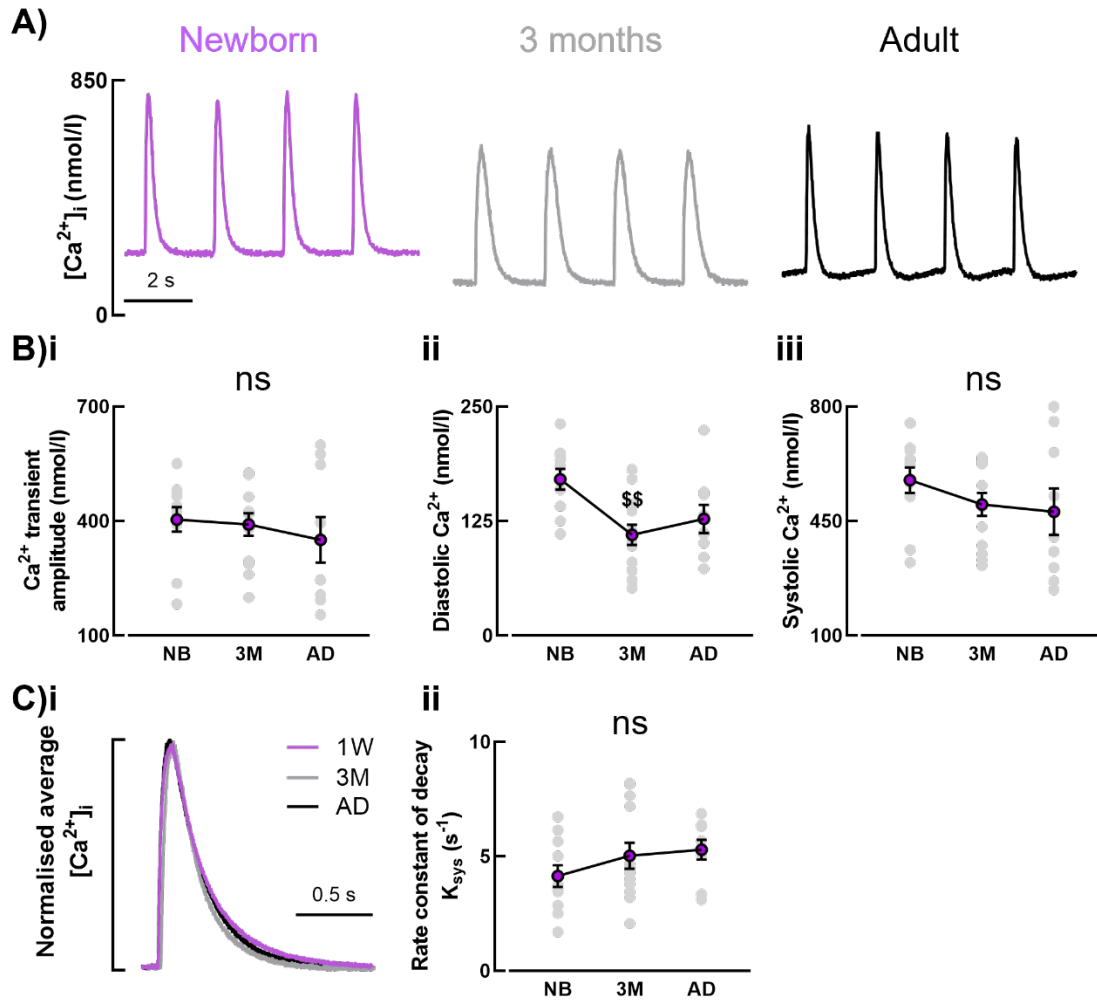 A)
Newborn
3 months
Adult
850
[Ca²⁺]ᵢ (nmol/l)
2 s
0
B)i
ns
ii
iii
ns
700
Ca²⁺ transient
amplitude (nmol/l)
400
100
NB 3M AD
250
Diastolic Ca²⁺ (nmol/l)
$$
125
0
NB 3M AD
800
Systolic Ca²⁺ (nmol/l)
450
100
NB 3M AD
C)i
Normalised average
[Ca²⁺]ᵢ
1W
3M
AD
0.5 s
ii
ns
10
Rate constant of decay
K_sys (s⁻¹)
5
0
NB 3M AD